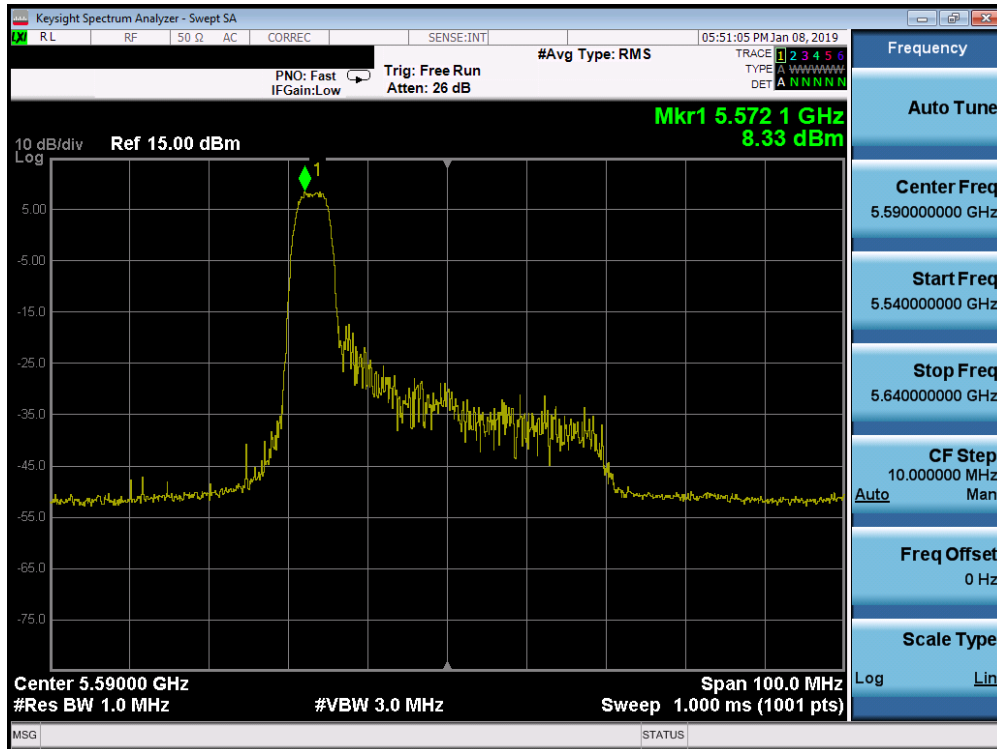 Keysight Spectrum Analyzer - Swept SA
LXI RL RF 50 Ω AC CORREC SENSE:INT 05:51:05 PM Jan 08, 2019
#Avg Type: RMS
TRACE 1 2 3 4 5 6
TYPE A WWWWW
DET A N N N N N
PNO: Fast
IFGain:Low
Trig: Free Run
Atten: 26 dB
Mkr1 5.572 1 GHz
8.33 dBm
10 dB/div
Log
Ref 15.00 dBm
1
5.00
-5.00
-15.0
-25.0
-35.0
-45.0
-55.0
-65.0
-75.0
Center 5.59000 GHz
Span 100.0 MHz
#Res BW 1.0 MHz
#VBW 3.0 MHz
Sweep 1.000 ms (1001 pts)
MSG
STATUS
Frequency
Auto Tune
Center Freq
5.590000000 GHz
Start Freq
5.540000000 GHz
Stop Freq
5.640000000 GHz
CF Step
10.000000 MHz
Auto Man
Freq Offset
0 Hz
Scale Type
Log Lin